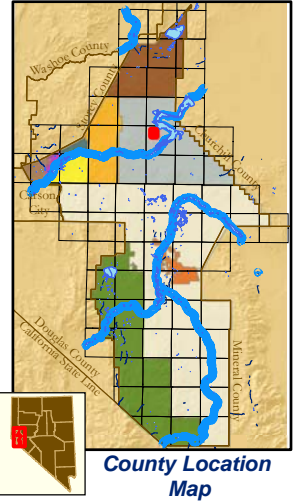 Washoe County
Storey County
Churchill County
Carson
City
Douglas County
California State Line
Mineral County
County Location
Map